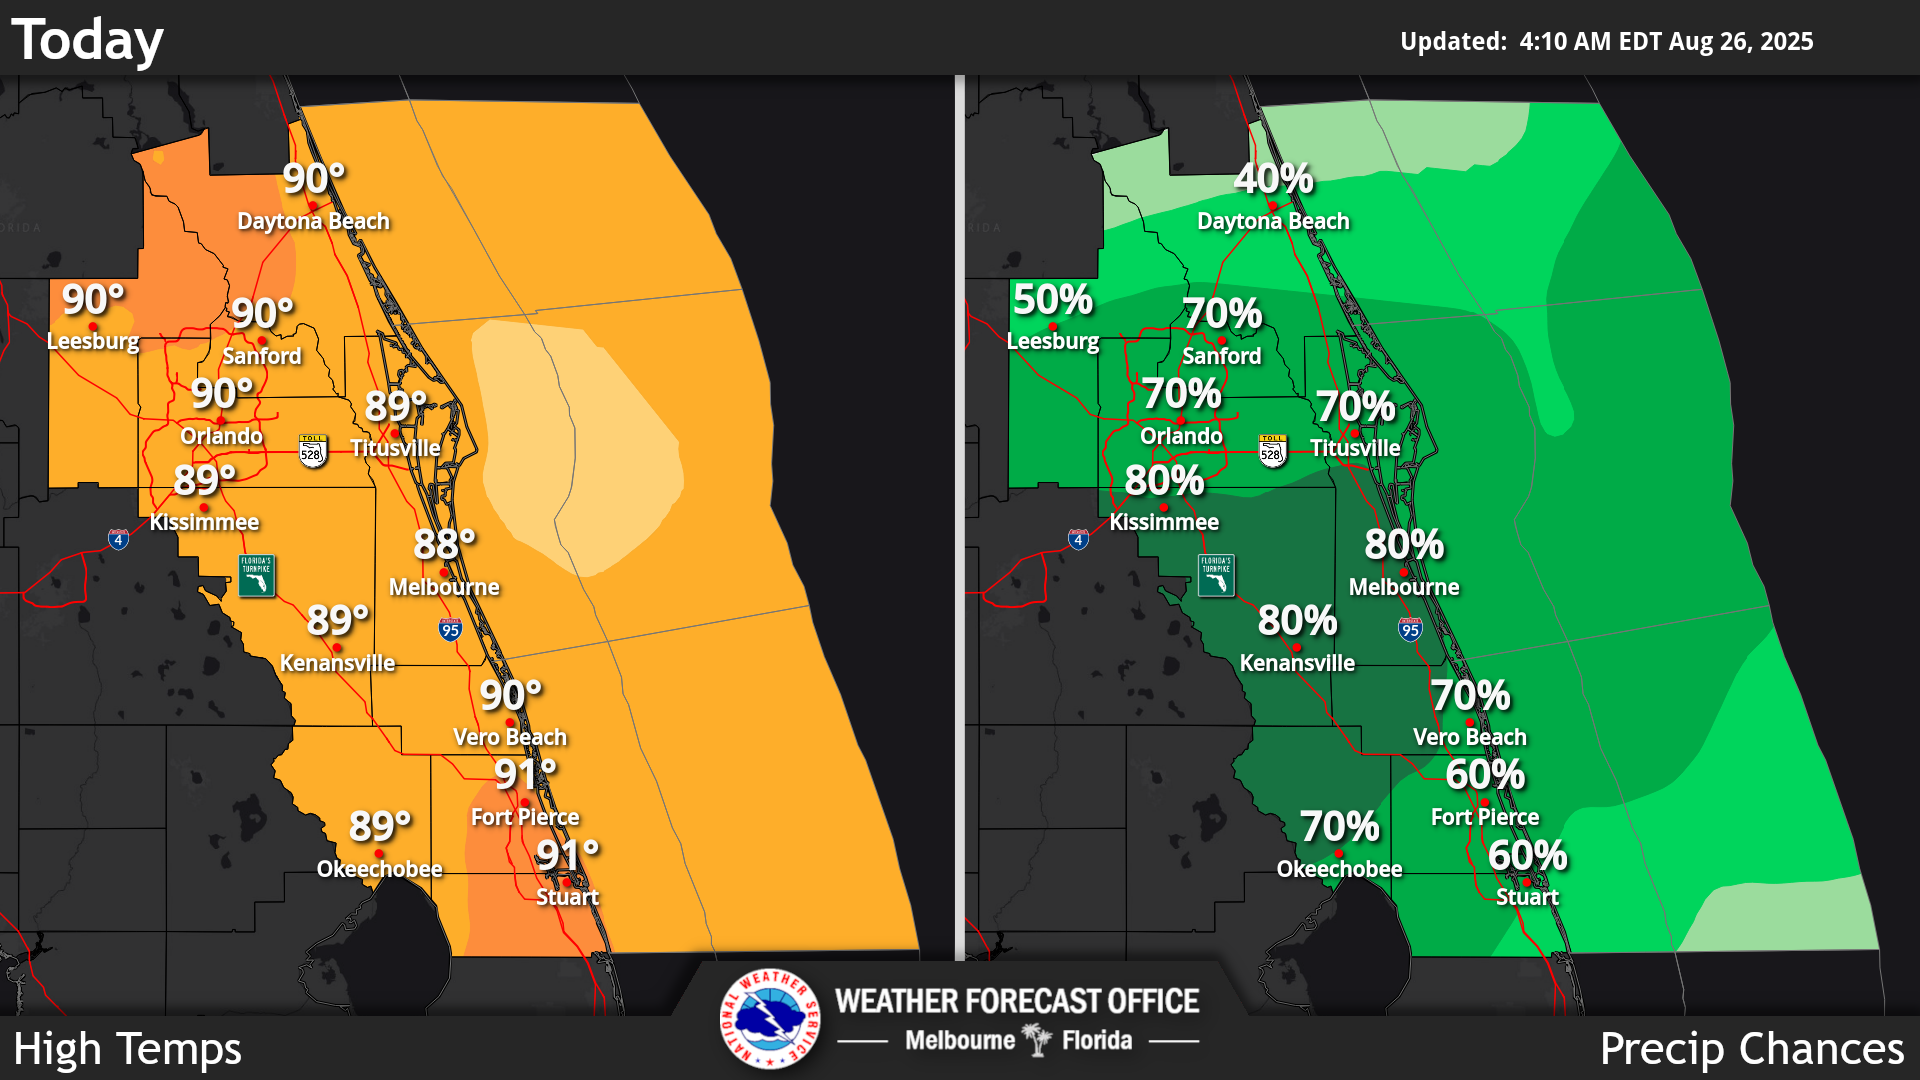 Today
Updated: 4:10 AM EDT Aug 26, 2025
90°
Daytona Beach
90°
Leesburg
90°
Sanford
90°
Orlando
89°
Titusville
TOLL
528
89°
Kissimmee
4
88°
Melbourne
FLORIDA'S
TURNPIKE
89°
Kenansville
95
90°
Vero Beach
91°
Fort Pierce
89°
Okeechobee
91°
Stuart
40%
Daytona Beach
50%
Leesburg
70%
Sanford
70%
Orlando
70%
Titusville
TOLL
528
80%
Kissimmee
4
80%
Melbourne
FLORIDA'S
TURNPIKE
80%
Kenansville
95
70%
Vero Beach
60%
Fort Pierce
70%
Okeechobee
60%
Stuart
High Temps
NATIONAL WEATHER SERVICE
WEATHER FORECAST OFFICE
Melbourne Florida
Precip Chances